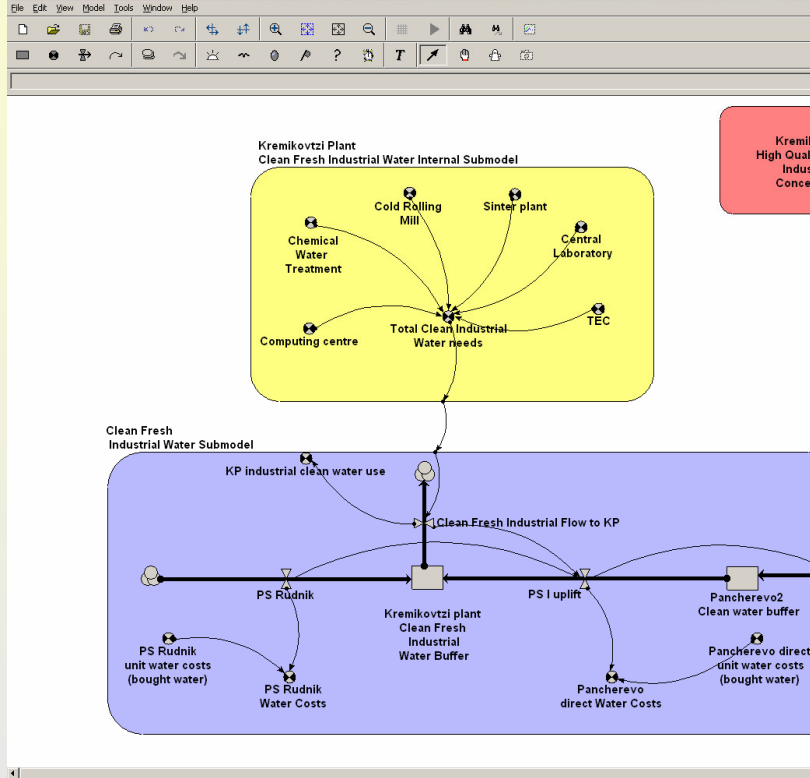 File Edit View Model Tools Window Help
?
T
Kremikovtzi Plant
Clean Fresh Industrial Water Internal Submodel
Cold Rolling
Mill
Sinter plant
Chemical
Water
Treatment
Central
Laboratory
Computing centre
Total Clean Industrial
Water needs
TEC
High Qual
Indus
Conce
Clean Fresh
Industrial Water Submodel
KP industrial clean water use
Clean Fresh Industrial Flow to KP
PS Rudnik
PS I uplift
Pancherevo2
Clean water buffer
Kremikovtzi plant
Clean Fresh
Industrial
Water Buffer
PS Rudnik
unit water costs
(bought water)
Pancherevo direct
unit water costs
(bought water)
PS Rudnik
Water Costs
Pancherevo
direct Water Costs